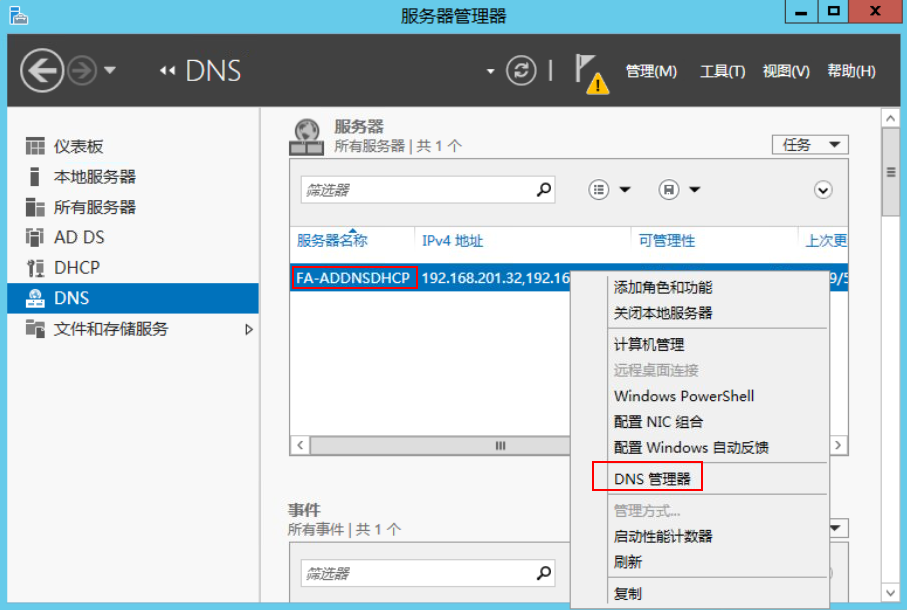 服务器管理器
DNS
管理(M) 工具(T) 视图(V) 帮助(H)
仪表板
本地服务器
所有服务器
AD DS
DHCP
DNS
文件和存储服务
服务器
所有服务器 | 共 1 个
任务
筛选器
服务器名称 IPv4 地址 可管理性 上次更
FA-ADDNSDHCP 192.168.201.32,192.16 9/5
添加角色和功能
关闭本地服务器
计算机管理
远程桌面连接
Windows PowerShell
配置 NIC 组合
配置 Windows 自动反馈
DNS 管理器
管理方式...
启动性能计数器
刷新
复制
事件
所有事件 | 共 1 个
筛选器